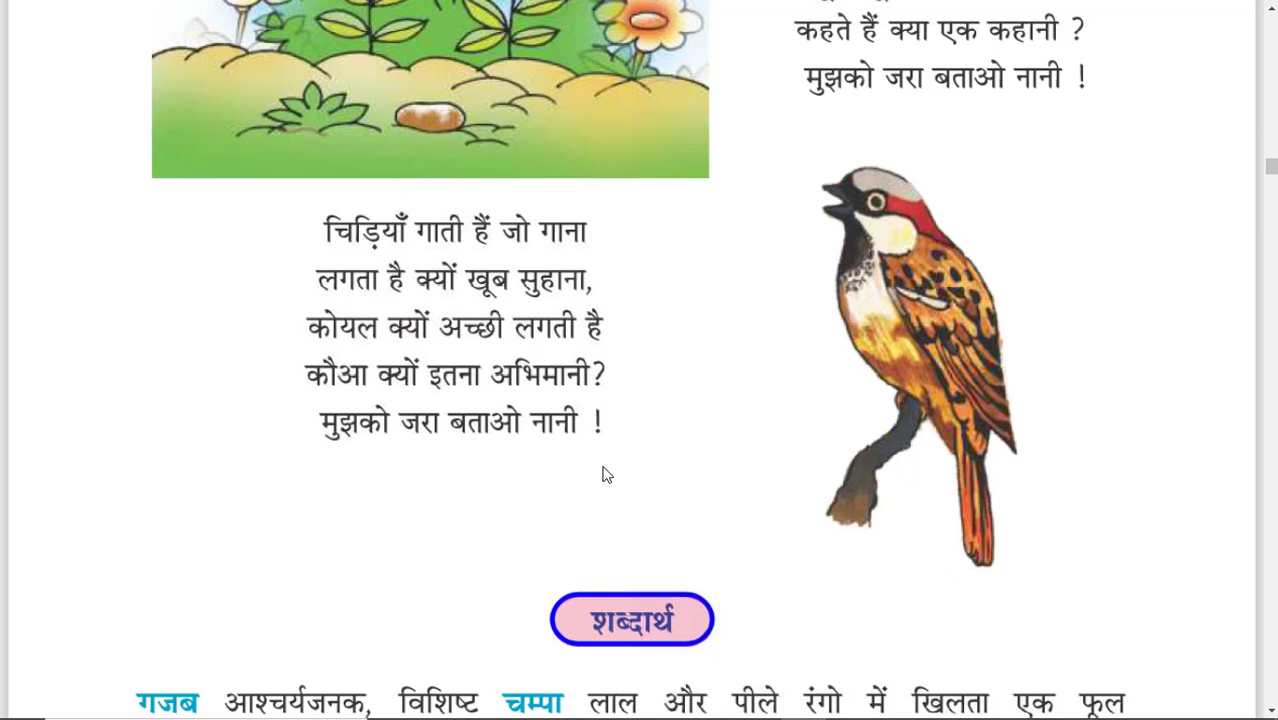 कहते हैं क्या एक कहानी ?
मुझको जरा बताओ नानी !
चिड़ियाँ गाती हैं जो गाना
लगता है क्यों खूब सुहाना,
कोयल क्यों अच्छी लगती है
कौआ क्यों इतना अभिमानी?
मुझको जरा बताओ नानी !
शब्दार्थ
गजब आश्चर्यजनक, विशिष्ट चम्पा लाल और पीले रंगो में खिलता एक फूल